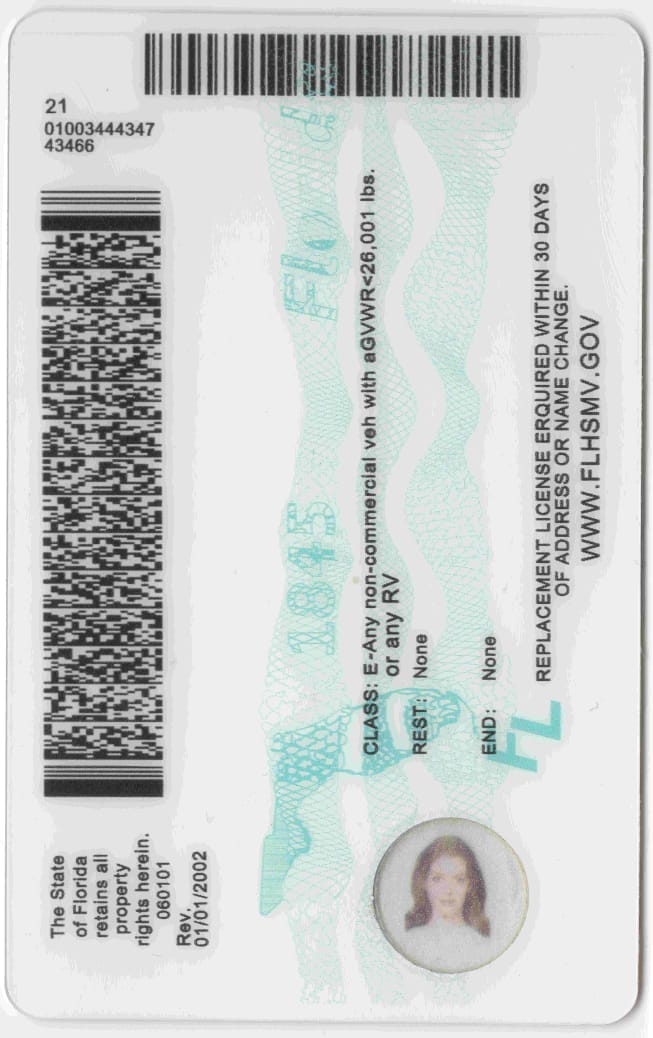 21
01003444347
43466
The State
of Florida
retains all
property
rights herein.
060101
Rev.
01/01/2002
1845
CLASS: E-Any non-commercial veh with aGVWR<26,001 lbs.
or any RV
REST: None
END: None
FL
REPLACEMENT LICENSE ERQUIRED WITHIN 30 DAYS
OF ADDRESS OR NAME CHANGE.
WWW.FLHSMV.GOV